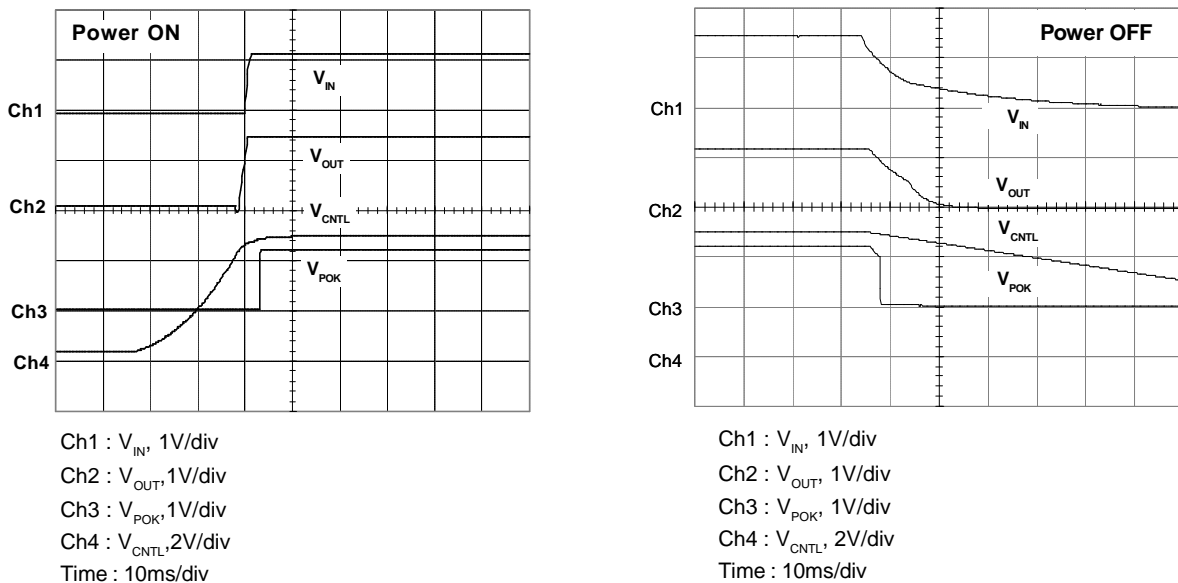 Power ON
V_IN
Ch1
V_OUT
Ch2
V_CNTL
V_POK
Ch3
Ch4
Ch1 : V_IN, 1V/div
Ch2 : V_OUT,1V/div
Ch3 : V_POK,1V/div
Ch4 : V_CNTL,2V/div
Time : 10ms/div
Power OFF
Ch1
V_IN
V_OUT
Ch2
V_CNTL
V_POK
Ch3
Ch4
Ch1 : V_IN, 1V/div
Ch2 : V_OUT, 1V/div
Ch3 : V_POK, 1V/div
Ch4 : V_CNTL, 2V/div
Time : 10ms/div